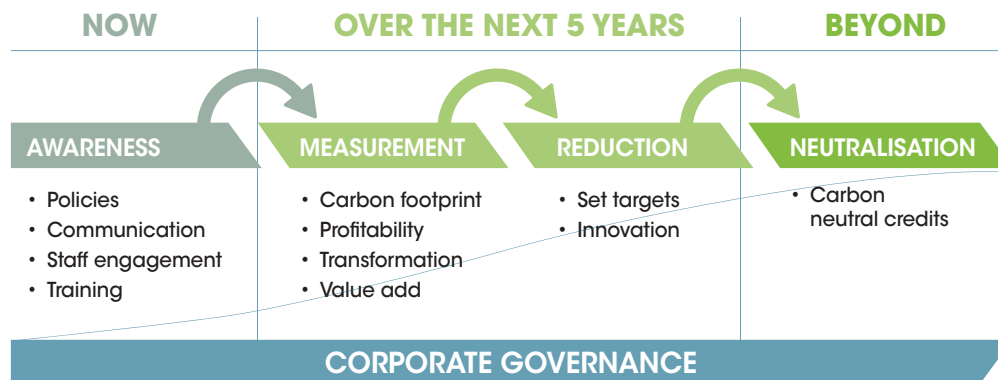 NOW
OVER THE NEXT 5 YEARS
BEYOND
AWARENESS
MEASUREMENT
REDUCTION
NEUTRALISATION
• Policies
• Communication
• Staff engagement
• Training
• Carbon footprint
• Profitability
• Transformation
• Value add
• Set targets
• Innovation
• Carbon
neutral credits
CORPORATE GOVERNANCE